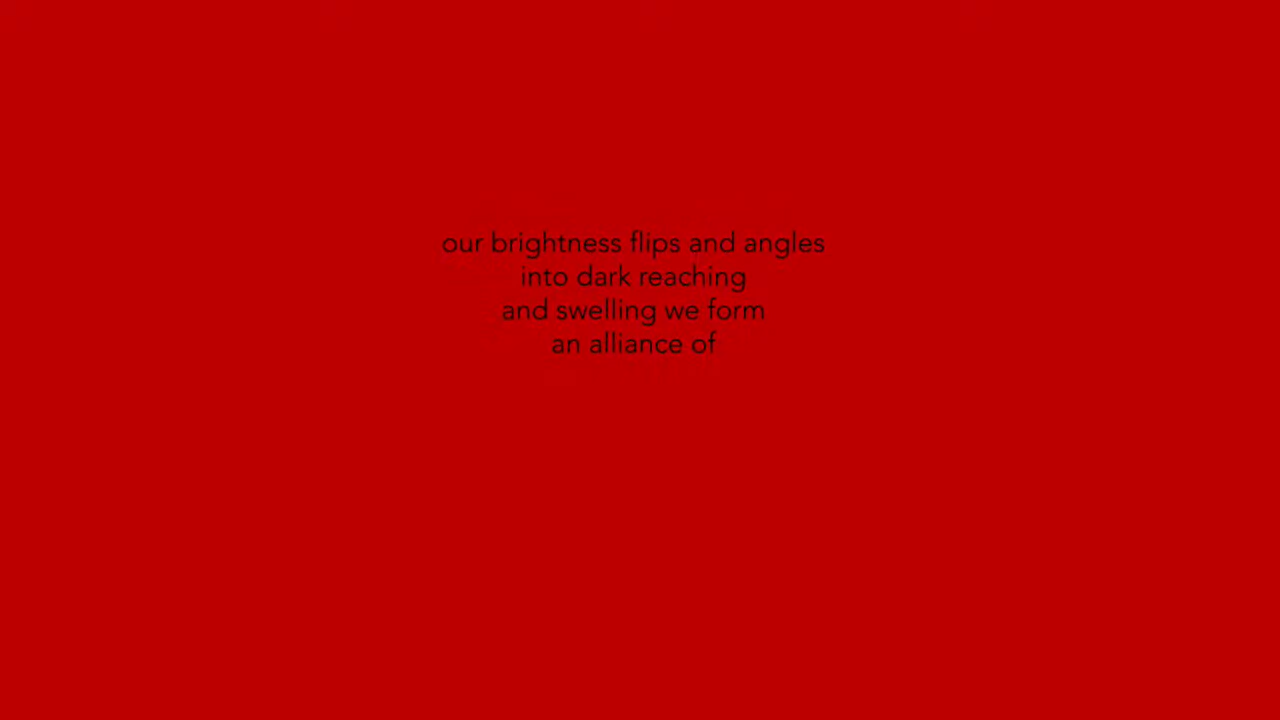 our brightness flips and angles
into dark reaching
and swelling we form
an alliance of